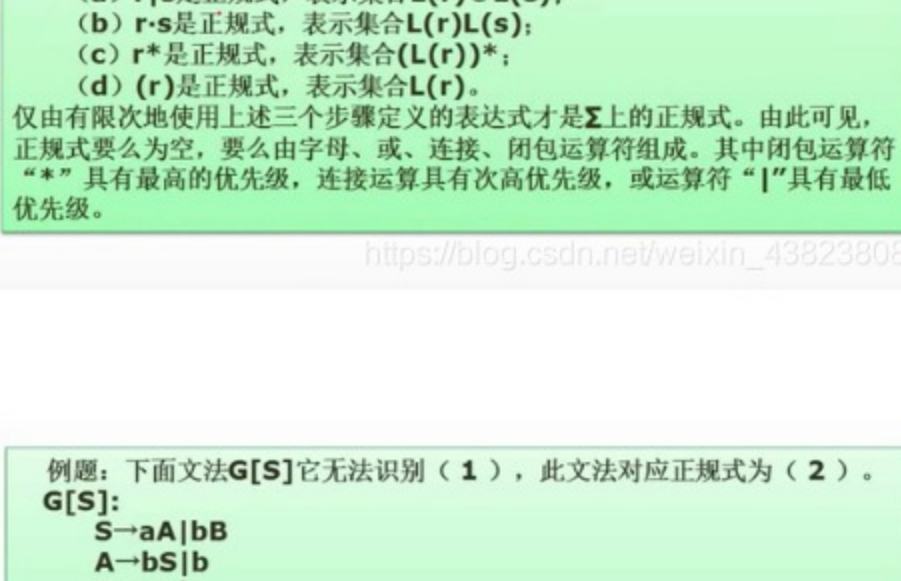 （b）r·s是正规式，表示集合L(r)L(s)；
（c）r*是正规式，表示集合(L(r))*；
（d）(r)是正规式，表示集合L(r)。
仅由有限次地使用上述三个步骤定义的表达式才是Σ上的正规式。由此可见，
正规式要么为空，要么由字母、或、连接、闭包运算符组成。其中闭包运算符
“*”具有最高的优先级，连接运算具有次高优先级，或运算符“|”具有最低
优先级。
https://blog.csdn.net/weixin_43823808
例题：下面文法G[S]它无法识别（ 1 ），此文法对应正规式为（ 2 ）。
G[S]:
S→aA|bB
A→bS|b